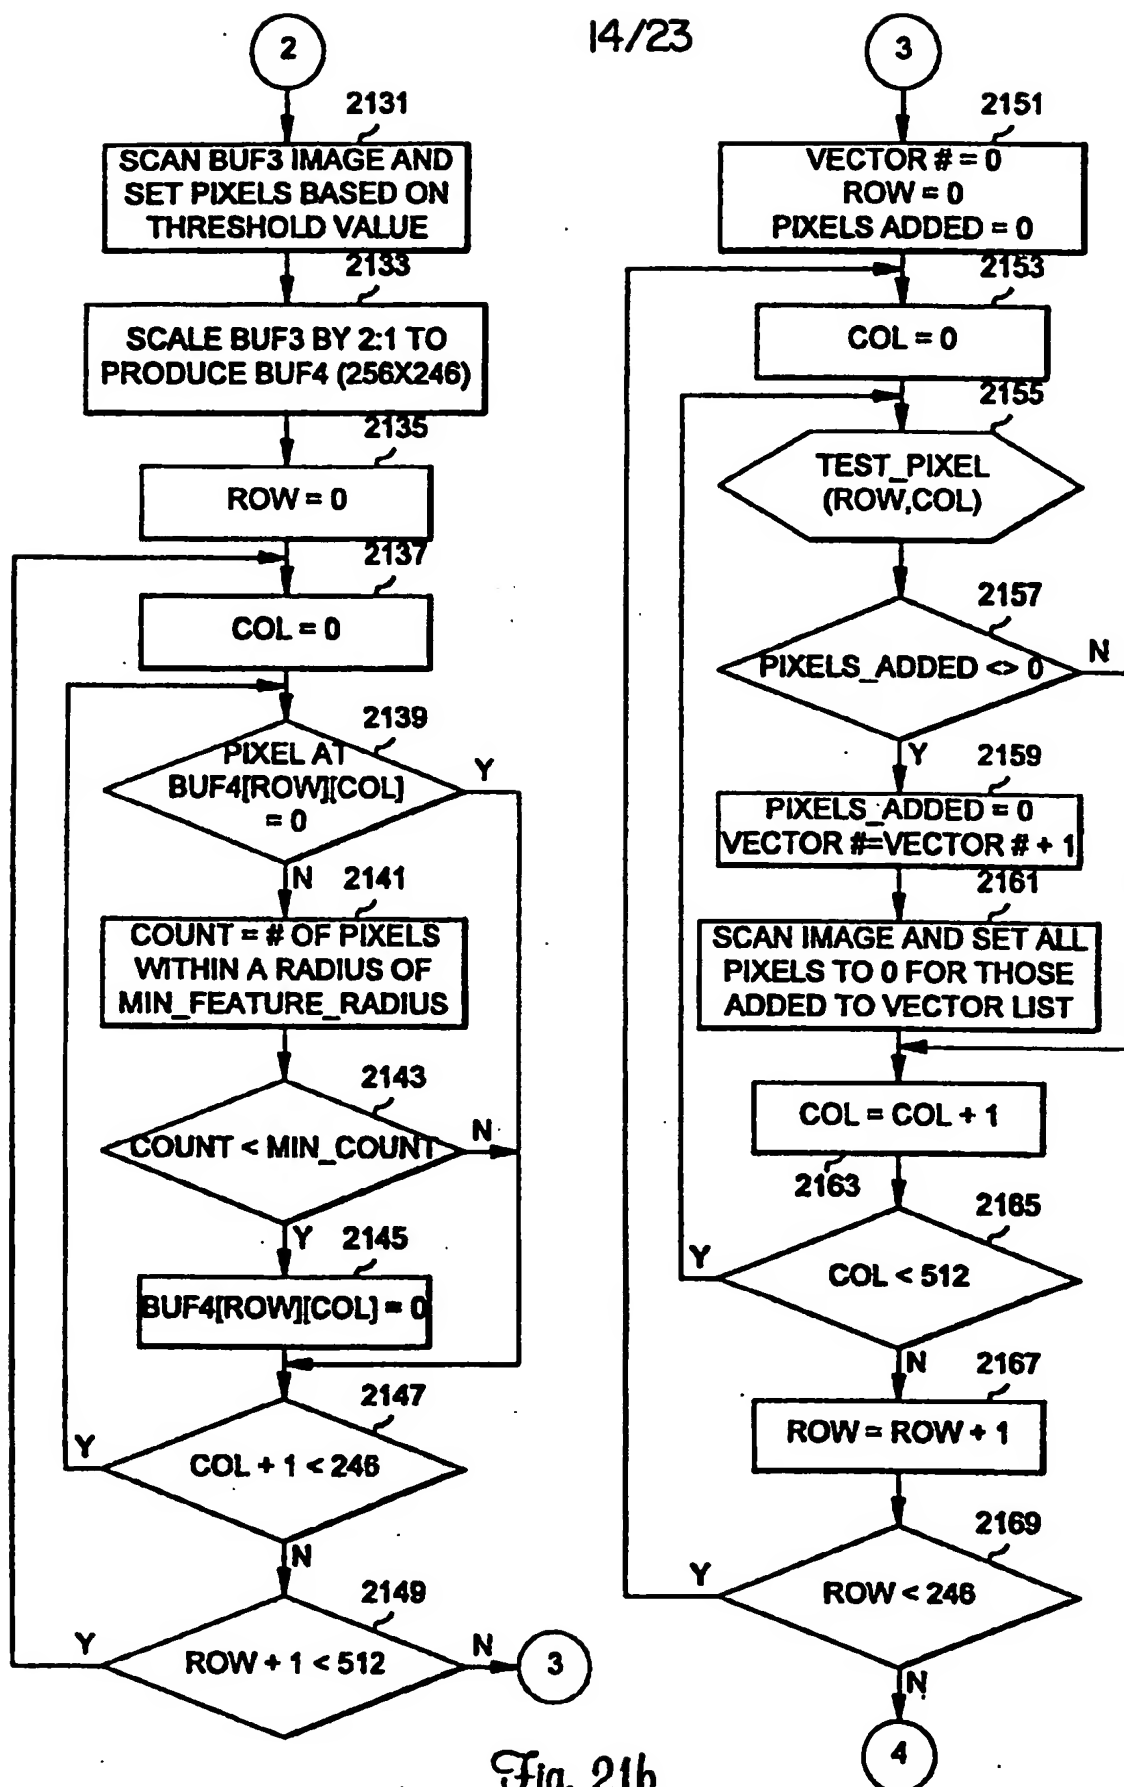 14/23
2
2131
SCAN BUF3 IMAGE AND
SET PIXELS BASED ON
THRESHOLD VALUE
2133
SCALE BUF3 BY 2:1 TO
PRODUCE BUF4 (256X246)
2135
ROW = 0
2137
COL = 0
2139
PIXEL AT
BUF4[ROW][COL]
= 0
Y
N
2141
COUNT = # OF PIXELS
WITHIN A RADIUS OF
MIN_FEATURE_RADIUS
2143
COUNT < MIN_COUNT
N
Y
2145
BUF4[ROW][COL] = 0
2147
COL + 1 < 246
Y
N
2149
ROW + 1 < 512
Y
N
3
3
2151
VECTOR # = 0
ROW = 0
PIXELS ADDED = 0
2153
COL = 0
2155
TEST_PIXEL
(ROW,COL)
2157
PIXELS_ADDED <> 0
N
Y
2159
PIXELS_ADDED = 0
VECTOR #=VECTOR # + 1
2161
SCAN IMAGE AND SET ALL
PIXELS TO 0 FOR THOSE
ADDED TO VECTOR LIST
COL = COL + 1
2163
2165
COL < 512
Y
N
2167
ROW = ROW + 1
2169
ROW < 246
Y
N
4
Fig. 21b